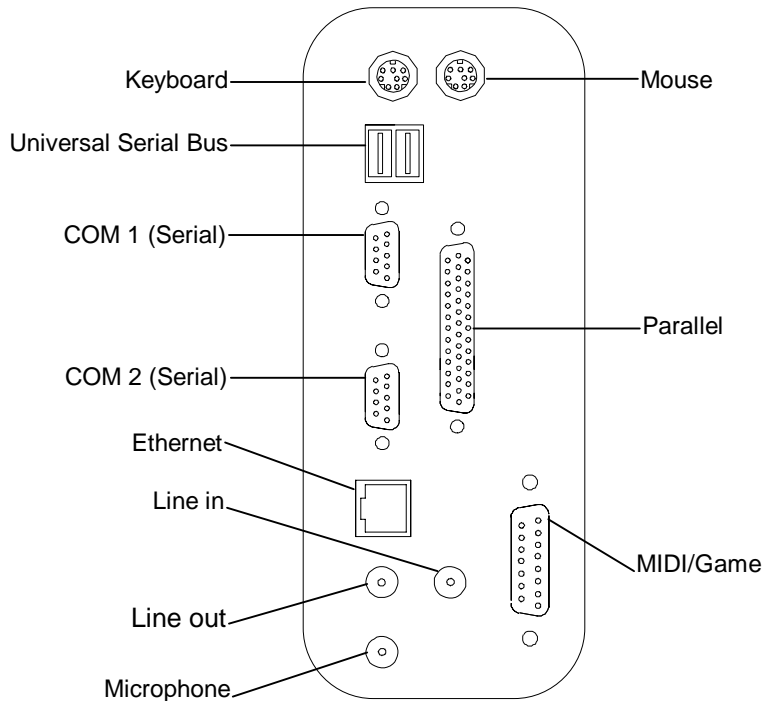 Keyboard
Mouse
Universal Serial Bus
COM 1 (Serial)
Parallel
COM 2 (Serial)
Ethernet
Line in
MIDI/Game
Line out
Microphone